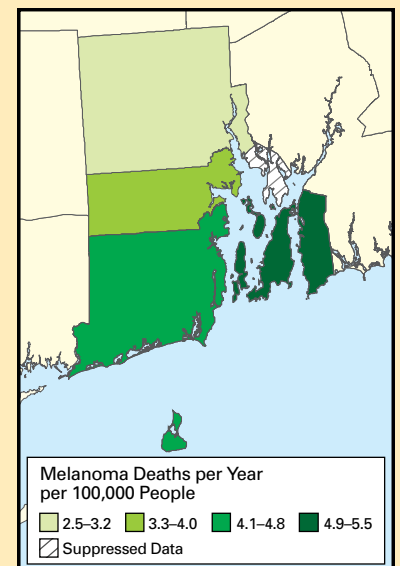 Melanoma Deaths per Year
per 100,000 People
2.5–3.2 3.3–4.0 4.1–4.8 4.9–5.5
Suppressed Data